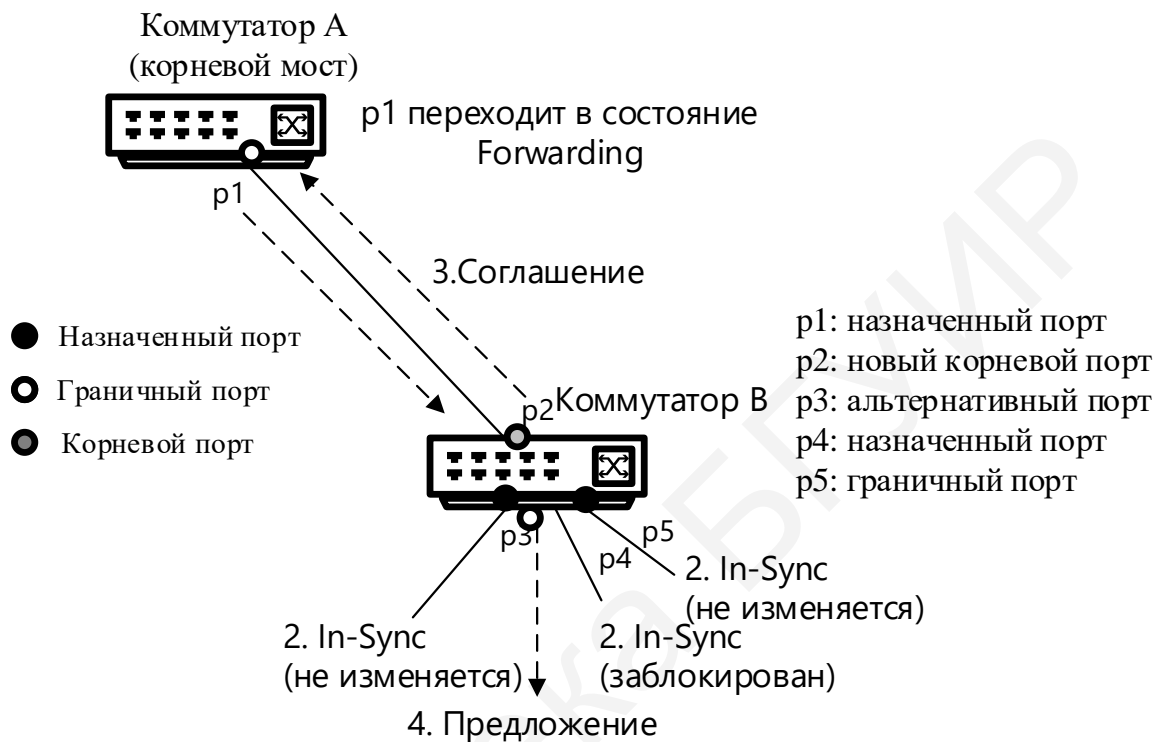 Коммутатор А
(корневой мост)
p1 переходит в состояние
Forwarding
p1
3.Соглашение
Назначенный порт
Граничный порт
Корневой порт
p1: назначенный порт
p2: новый корневой порт
p3: альтернативный порт
p4: назначенный порт
p5: граничный порт
p2
Коммутатор B
p3
p4
p5
2. In-Sync
(не изменяется)
2. In-Sync
(не изменяется)
2. In-Sync
(заблокирован)
4. Предложение
ка БГУИР